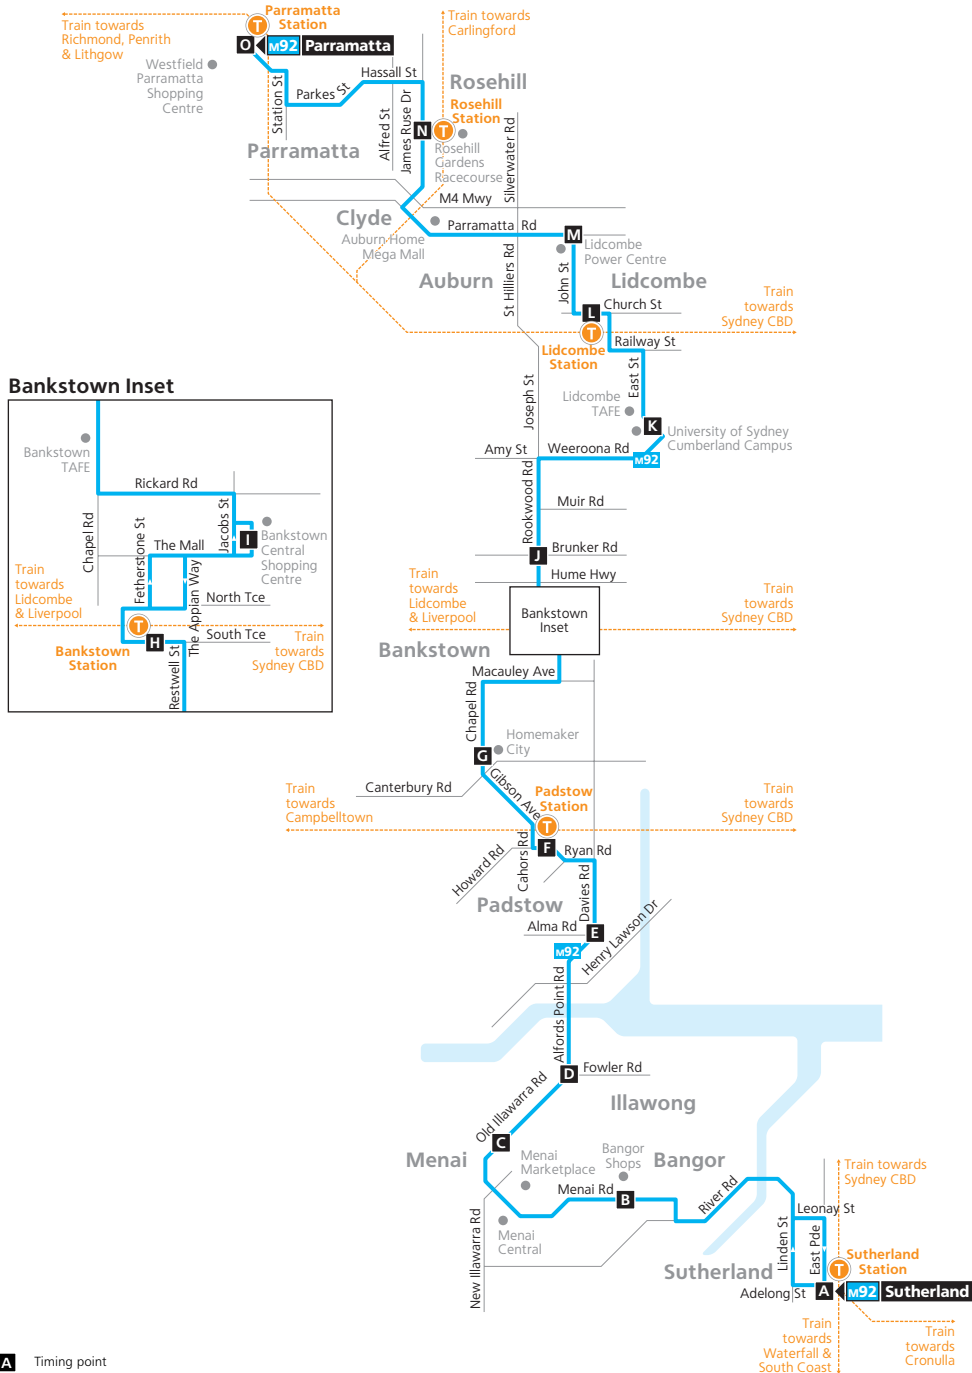 Parramatta
Station
Train towards
Richmond, Penrith
& Lithgow
Train towards
Carlingford
O
M92 Parramatta
Westfield
Parramatta
Shopping
Centre
Hassall St
Station St
Parkes St
Rosehill
Rosehill
Station
Alfred St
James Ruse Dr
N
T
T
Rosehill
Gardens
Racecourse
Silverwater Rd
Parramatta
M4 Mwy
Clyde
Parramatta Rd
M
Auburn Home
Mega Mall
Lidcombe
Power Centre
Auburn
St Hilliers Rd
John St
Lidcombe
Train
towards
Sydney CBD
L
Church St
T
Railway St
Lidcombe
Station
East St
Joseph St
Lidcombe
TAFE
K
University of Sydney
Cumberland Campus
Amy St
Weeroona Rd
M92
Rookwood Rd
Muir Rd
J
Brunker Rd
Hume Hwy
Bankstown Inset
Bankstown
TAFE
Rickard Rd
Chapel Rd
Fetherstone St
Jacobs St
The Mall
I
Bankstown
Central
Shopping
Centre
Train
towards
Lidcombe
& Liverpool
The Appian Way
North Tce
T
H
South Tce
Bankstown
Station
Restwell St
Train
towards
Sydney CBD
Train
towards
Lidcombe
& Liverpool
Bankstown
Inset
Train
towards
Sydney CBD
Bankstown
Macauley Ave
Chapel Rd
G
Homemaker
City
Canterbury Rd
Gibson Ave
Train
towards
Campbelltown
Padstow
Station
Train
towards
Sydney CBD
T
F
Howard Rd
Cahors Rd
Ryan Rd
Davies Rd
Padstow
Alma Rd
E
Henry Lawson Dr
M92
Alfords Point Rd
D
Fowler Rd
Old Illawarra Rd
Illawong
C
Menai
Menai
Marketplace
Bangor
Shops
Bangor
Menai Rd
B
River Rd
Menai
Central
New Illawarra Rd
Train towards
Sydney CBD
Leonay St
Linden St
East Pde
Sutherland
Station
Sutherland
T
Adelong St
A
M92 Sutherland
Train
towards
Waterfall &
South Coast
Train
towards
Cronulla
A Timing point